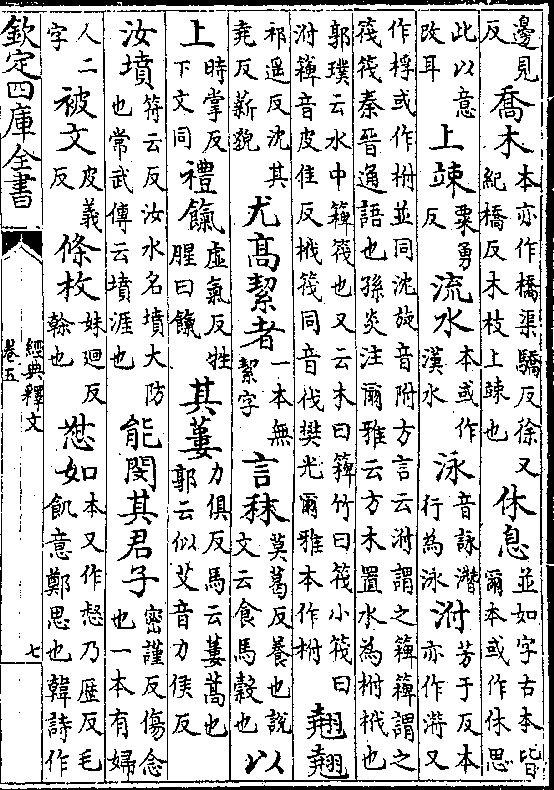 邊見反喬木本亦作橋渠驕反徐又紀橋反木枝上竦也休息並如字古本皆爾本或作休思
此以意改耳上竦粟勇反流水本或作漢水泳音詠潛行為泳泭芳于反本亦作滸又
作桴或作柎並同沈旋音附方言云泭謂之𥴖𥴖謂之筏筏秦晉通語也孫炎注爾雅云方木置水為柎栰也
郭璞云水中𥴖筏也又云木曰𥴖竹曰筏小筏曰泭𥴖音皮佳反栰筏同音伐樊光爾雅本作柎翹翹
祁遥反沈其堯反薪貌尤高絜者一本無絜字言秣莫葛反養也說文云食馬穀也以
上時掌反下文同禮餼虛氣反牲腥曰餼其蔞力俱反馬云蔞蒿也郭云似艾音力侯反
汝墳符云反汝水名墳大防也常武傳云墳涯也能閔其君子密謹反傷念也一本有婦
人二字被文皮義反條枚妹廻反榦也惄如本又作惄乃歷反毛飢意鄭思也韓詩作
欽定四庫全書
經典釋文
卷五
七